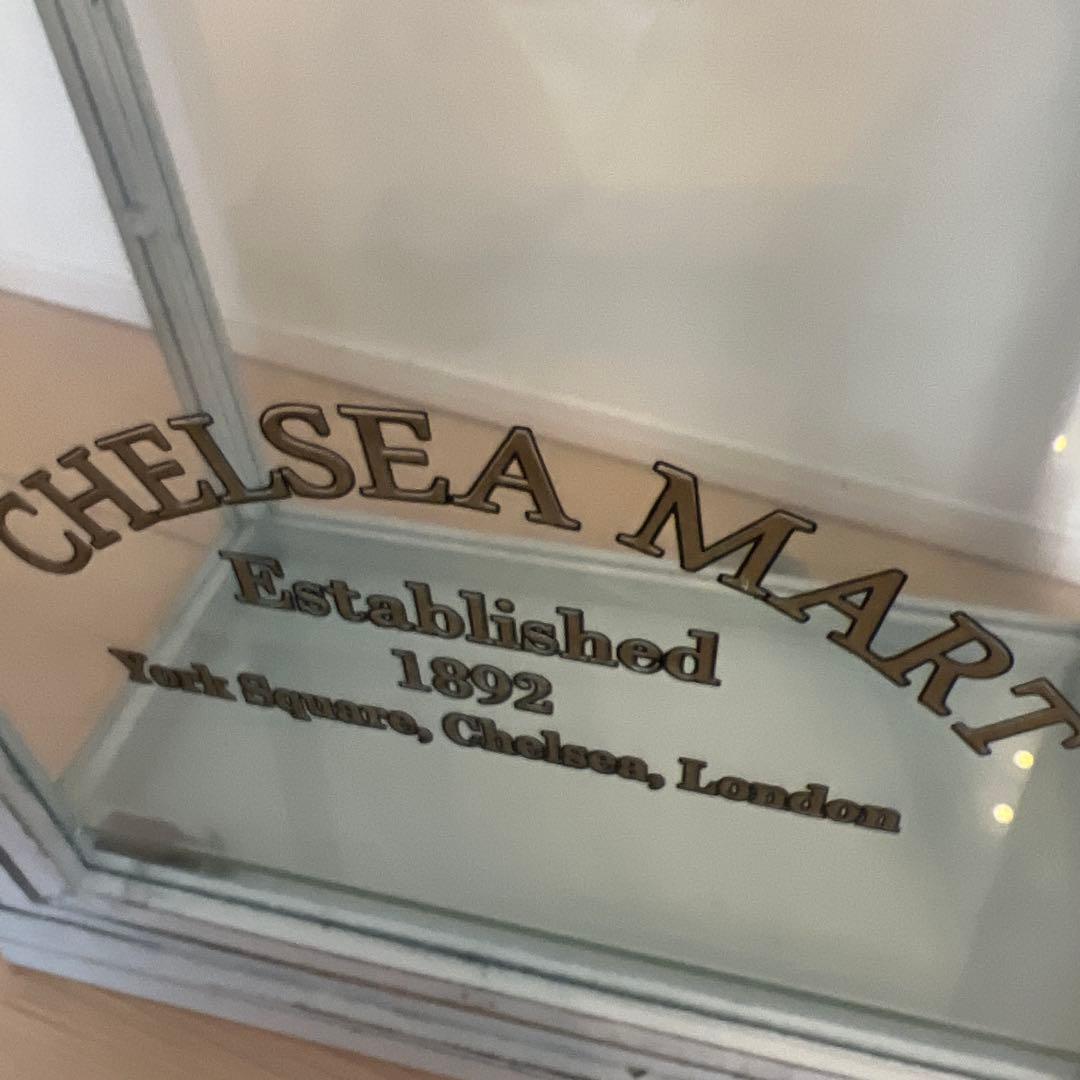 CHELSEA MART
Established
1892
York Square, Chelsea, London